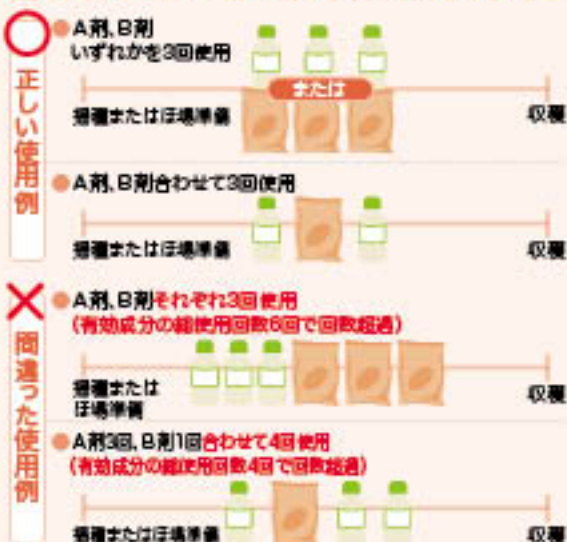 正しい使用例
A剤、B剤
いずれかを3回使用
または
播種またはほ場準備
収穫
A剤、B剤合わせて3回使用
播種またはほ場準備
収穫
間違った使用例
A剤、B剤それぞれ3回使用
(有効成分の総使用回数6回で回数超過)
播種または
ほ場準備
収穫
A剤3回、B剤1回合わせて4回使用
(有効成分の総使用回数4回で回数超過)
播種またはほ場準備
収穫